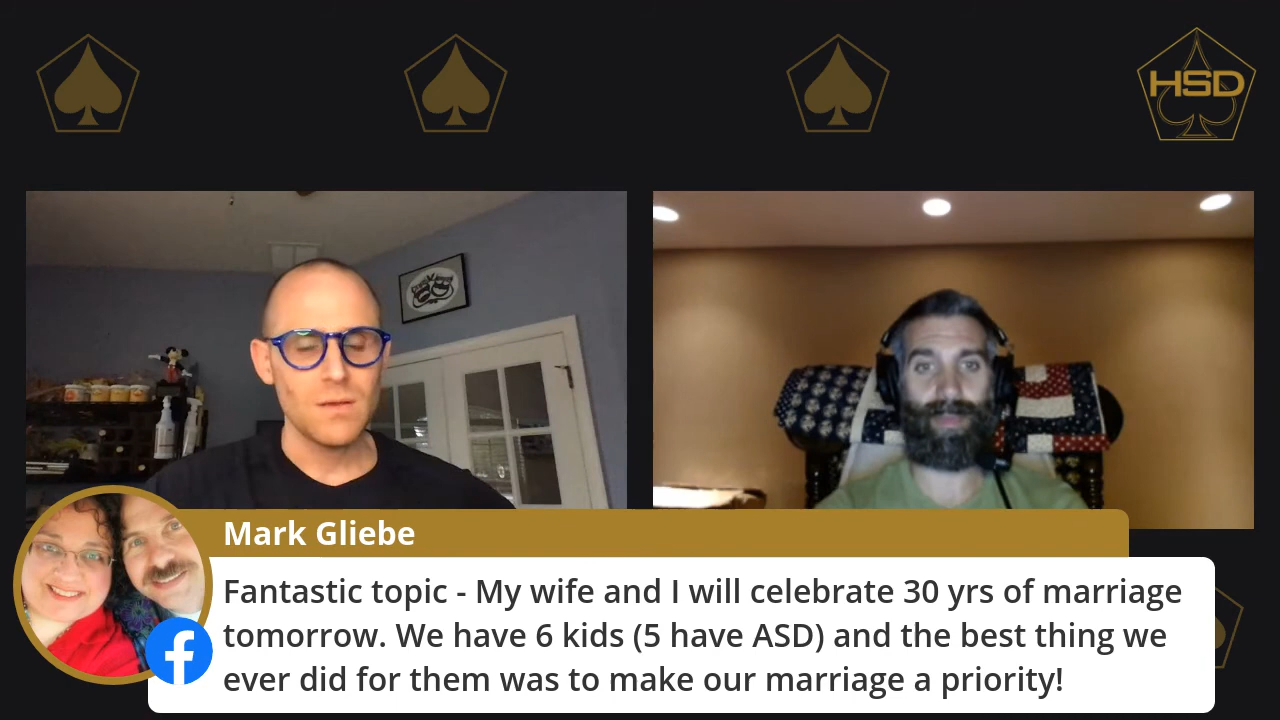 HSD
Mark Gliebe
Fantastic topic - My wife and I will celebrate 30 yrs of marriage
tomorrow. We have 6 kids (5 have ASD) and the best thing we
ever did for them was to make our marriage a priority!